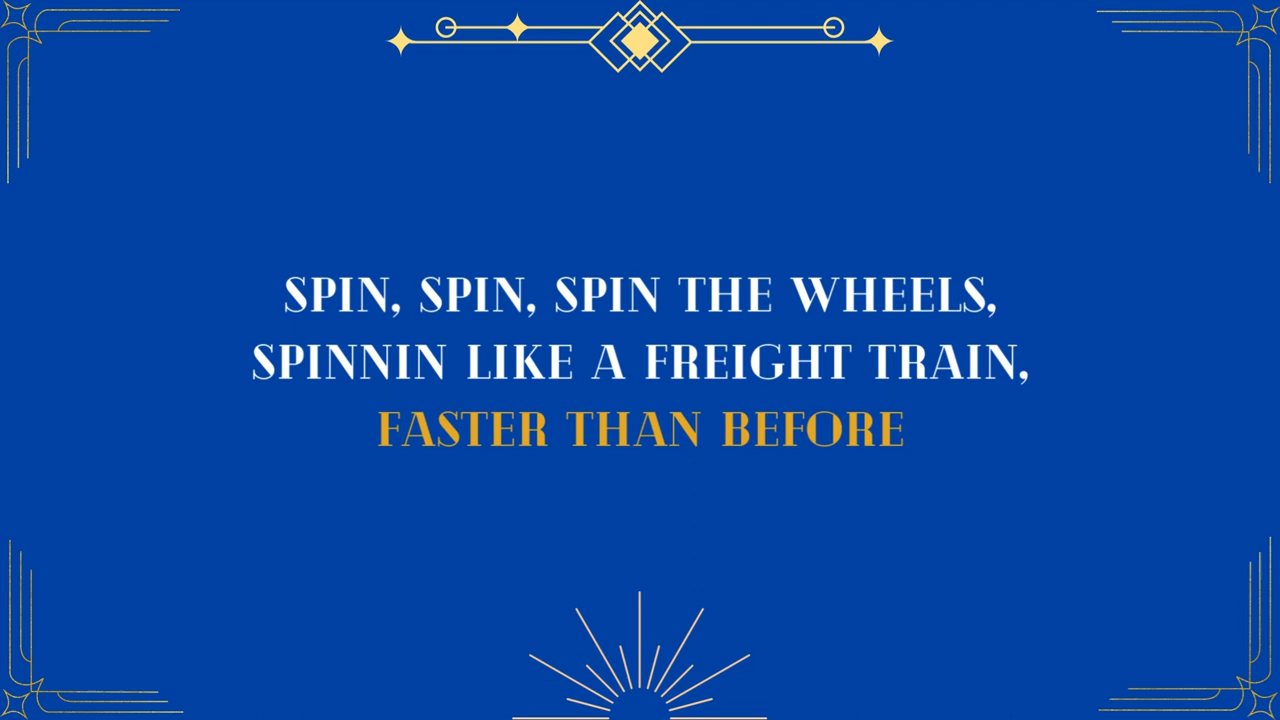 SPIN, SPIN, SPIN THE WHEELS,
SPINNIN LIKE A FREIGHT TRAIN,
FASTER THAN BEFORE